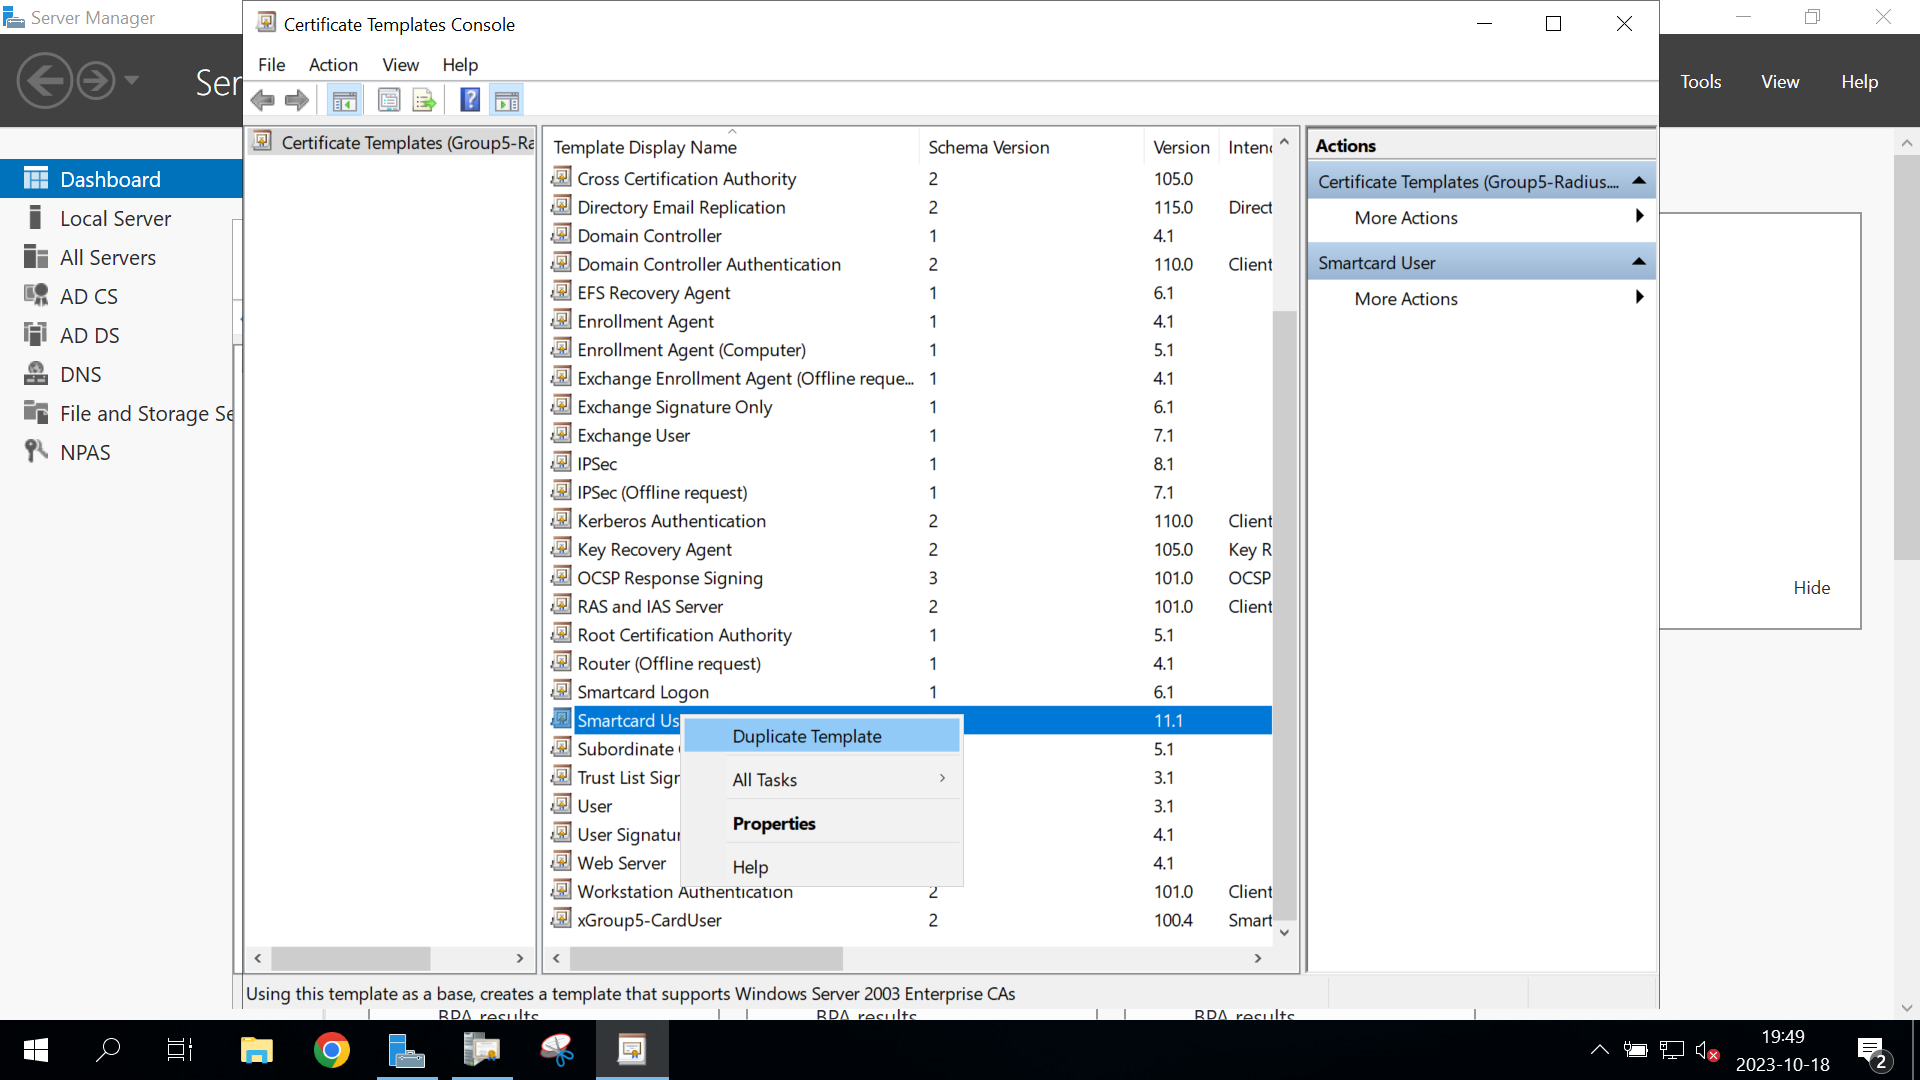 Server Manager
Certificate Templates Console
File Action View Help
Ser
Tools View Help
Dashboard
Local Server
All Servers
AD CS
AD DS
DNS
File and Storage Se
NPAS
Certificate Templates (Group5-Ra
Template Display Name Schema Version Version Inten
Cross Certification Authority 2 105.0
Directory Email Replication 2 115.0 Direct
Domain Controller 1 4.1
Domain Controller Authentication 2 110.0 Client
EFS Recovery Agent 1 6.1
Enrollment Agent 1 4.1
Enrollment Agent (Computer) 1 5.1
Exchange Enrollment Agent (Offline reque... 1 4.1
Exchange Signature Only 1 6.1
Exchange User 1 7.1
IPSec 1 8.1
IPSec (Offline request) 1 7.1
Kerberos Authentication 2 110.0 Client
Key Recovery Agent 2 105.0 Key R
OCSP Response Signing 3 101.0 OCSP
RAS and IAS Server 2 101.0 Client
Root Certification Authority 1 5.1
Router (Offline request) 1 4.1
Smartcard Logon 1 6.1
Smartcard Us 11.1
Subordinate 5.1
Trust List Sign 3.1
User 3.1
User Signatur 4.1
Web Server 4.1
Workstation Authentication 2 101.0 Client
xGroup5-CardUser 2 100.4 Smart
Duplicate Template
All Tasks
Properties
Help
Actions
Certificate Templates (Group5-Radius....
More Actions
Smartcard User
More Actions
Hide
Using this template as a base, creates a template that supports Windows Server 2003 Enterprise CAs
BPA results BPA results BPA results
19:49
2023-10-18
2